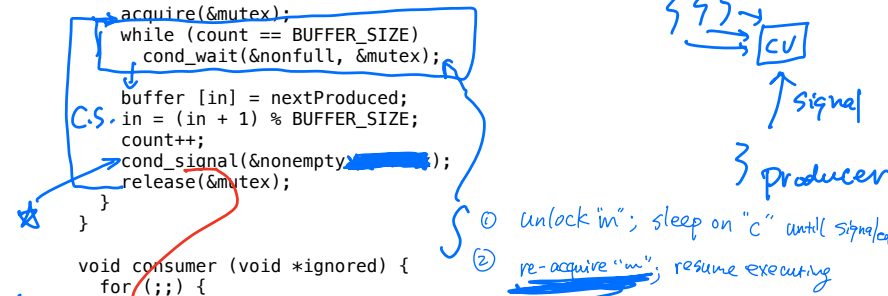 acquire(&mutex);
while (count == BUFFER_SIZE)
cond_wait(&nonfull, &mutex);
CV
signal
buffer [in] = nextProduced;
C.S. in = (in + 1) % BUFFER_SIZE;
count++;
cond_signal(&nonempty);
release(&mutex);
producer
}
}
① unlock "m"; sleep on "c" until signaled
② re-acquire "m"; resume executing
void consumer (void *ignored) {
for (;;) {